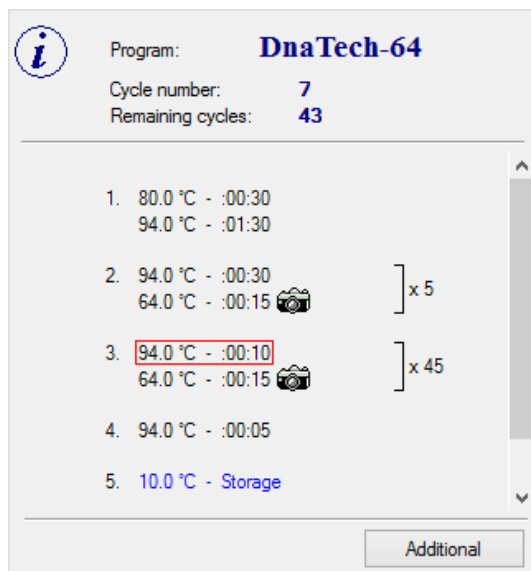 i
Program: DnaTech-64
Cycle number: 7
Remaining cycles: 43
1. 80.0 °C - :00:30
94.0 °C - :01:30
2. 94.0 °C - :00:30
64.0 °C - :00:15
x 5
3. 94.0 °C - :00:10
64.0 °C - :00:15
x 45
4. 94.0 °C - :00:05
5. 10.0 °C - Storage
Additional